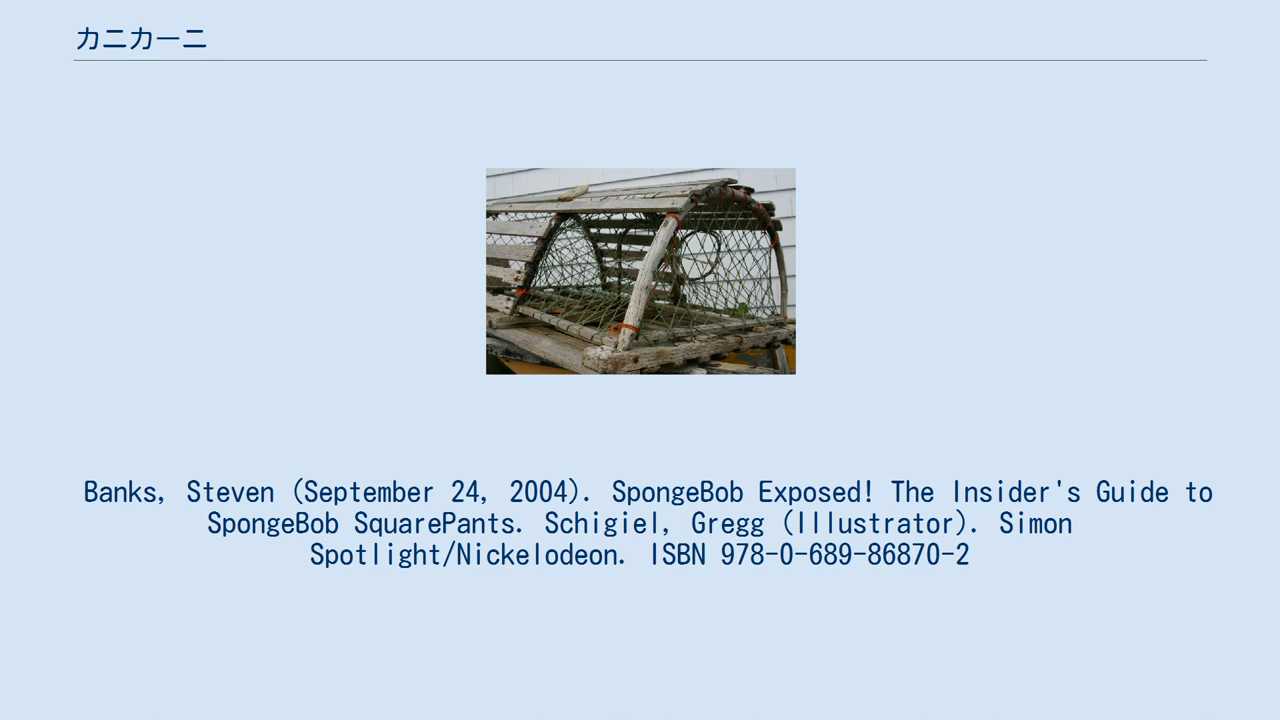 カニカーニ
Banks, Steven (September 24, 2004). SpongeBob Exposed! The Insider's Guide to
SpongeBob SquarePants. Schigiel, Gregg (Illustrator). Simon
Spotlight/Nickelodeon. ISBN 978-0-689-86870-2